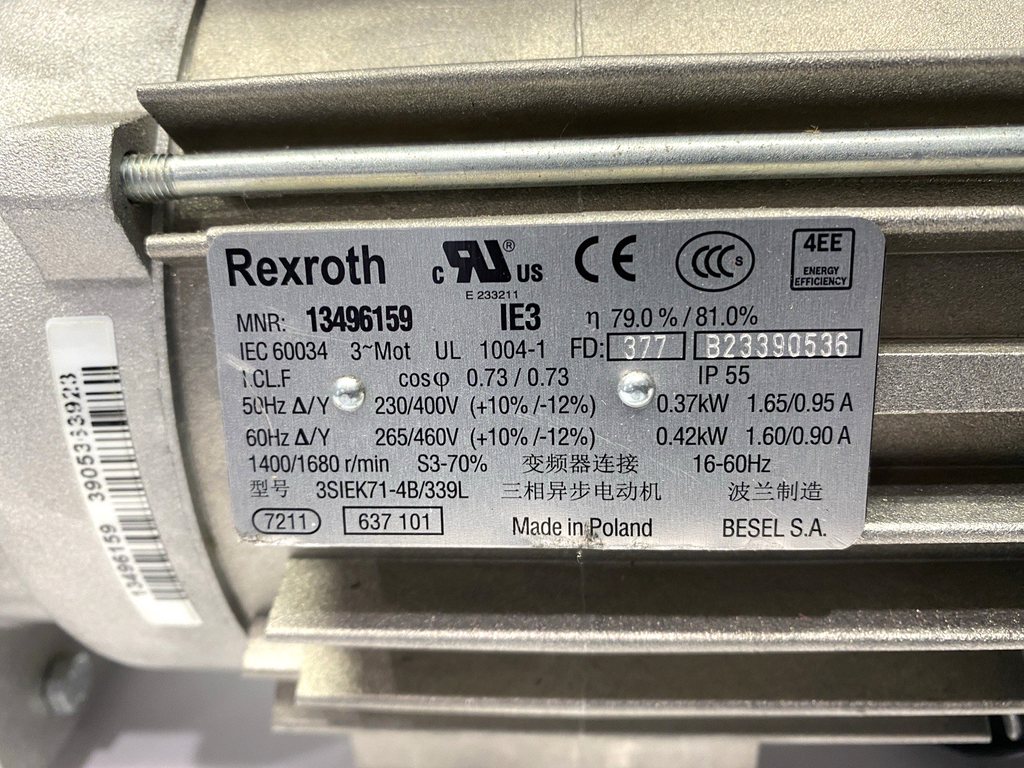 Rexroth c RU ® US CE CCC S 4EE ENERGY EFFICIENCY
E 233211
MNR: 13496159 IE3 η 79.0 % / 81.0%
IEC 60034 3~Mot UL 1004-1 FD: 377 B23390536
I.CL.F cosφ 0.73 / 0.73 IP 55
50Hz Δ/Y 230/400V (+10% /-12%) 0.37kW 1.65/0.95 A
60Hz Δ/Y 265/460V (+10% /-12%) 0.42kW 1.60/0.90 A
1400/1680 r/min S3-70% 变频器连接 16-60Hz
型号 3SIEK71-4B/339L 三相异步电动机 波兰制造
7211 637 101 Made in Poland BESEL S.A.
13496159